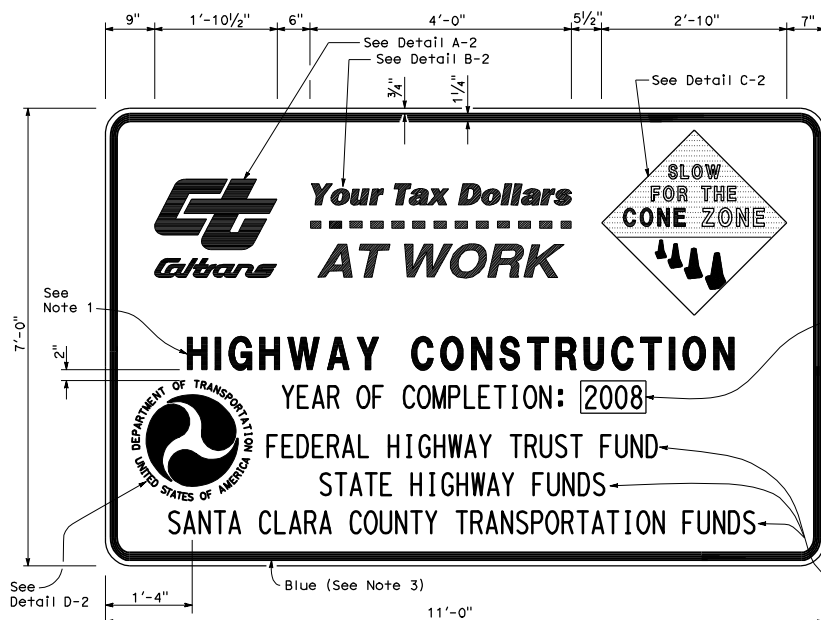 9" 1'-10½" 6" 4'-0" 5½" 2'-10" 7"
See Detail A-2
See Detail B-2
See Detail C-2
¾" 1¼"
Ct
Caltrans
Your Tax Dollars
AT WORK
SLOW
FOR THE
CONE ZONE
See
Note 1
7'-0"
2"
HIGHWAY CONSTRUCTION
YEAR OF COMPLETION: 2008
DEPARTMENT OF TRANSPORTATION
UNITED STATES OF AMERICA
FEDERAL HIGHWAY TRUST FUND
STATE HIGHWAY FUNDS
SANTA CLARA COUNTY TRANSPORTATION FUNDS
See
Detail D-2
1'-4"
Blue (See Note 3)
11'-0"